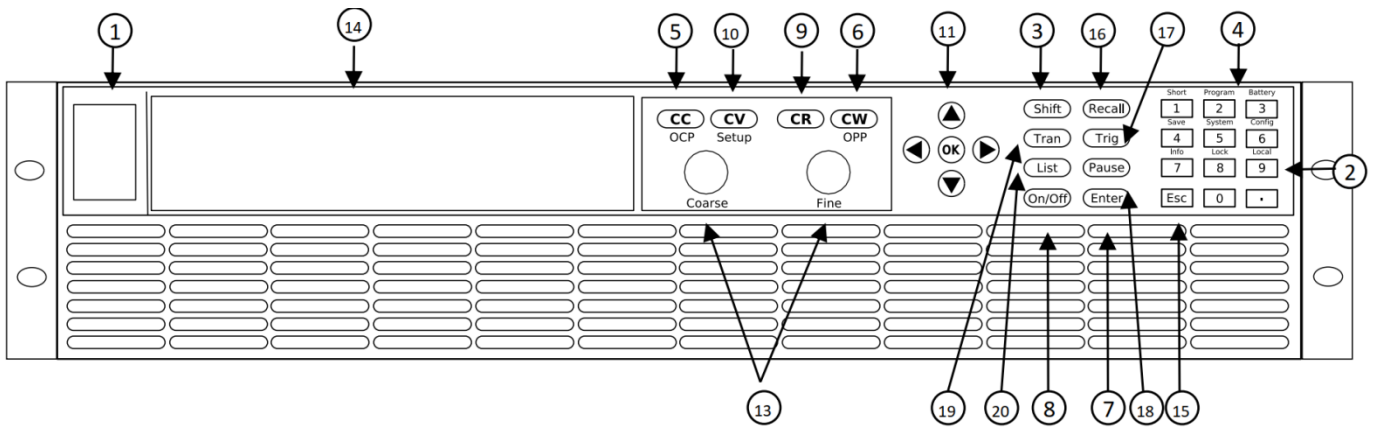 1 14 5 10 9 6 11 3 16 17 4
Short Program Battery
CC CV CR CW Shift Recall 1 2 3
OCP Setup OPP Save System Config
OK Tran Trig 4 5 6
Info Lock Local
List Pause 7 8 9 2
Coarse Fine On/Off Enter Esc 0 .
13 19 20 8 7 18 15